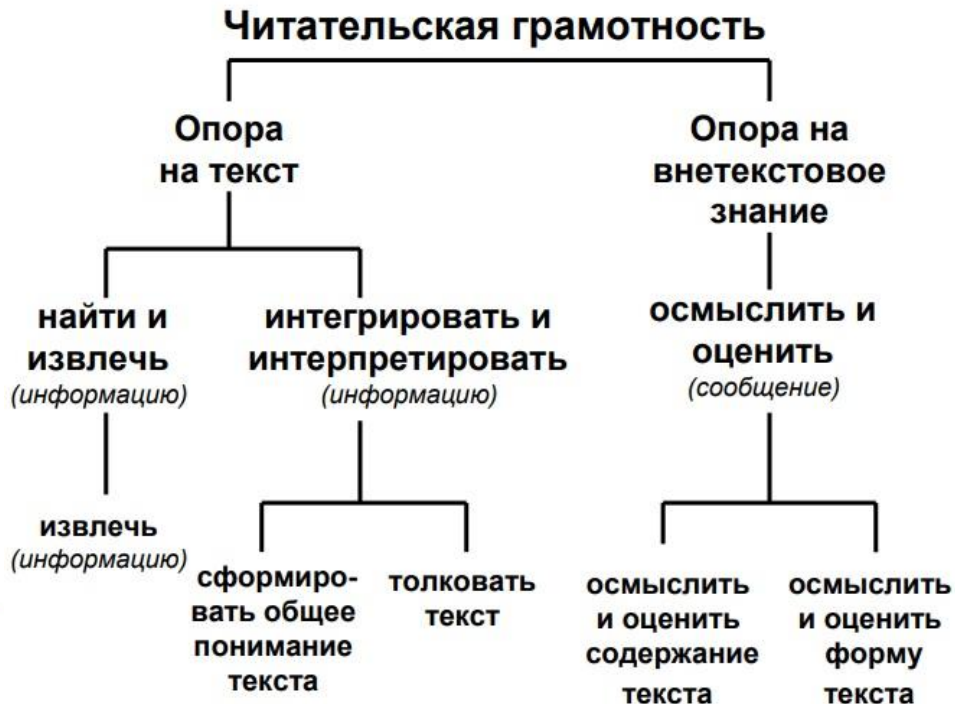 Читательская грамотность
Опора
на текст
Опора на
внетекстовое
знание
найти и
извлечь
(информацию)
интегрировать и
интерпретировать
(информацию)
осмыслить и
оценить
(сообщение)
извлечь
(информацию)
сформиро-
вать общее
понимание
текста
толковать
текст
осмыслить
и оценить
содержание
текста
осмыслить
и оценить
форму
текста